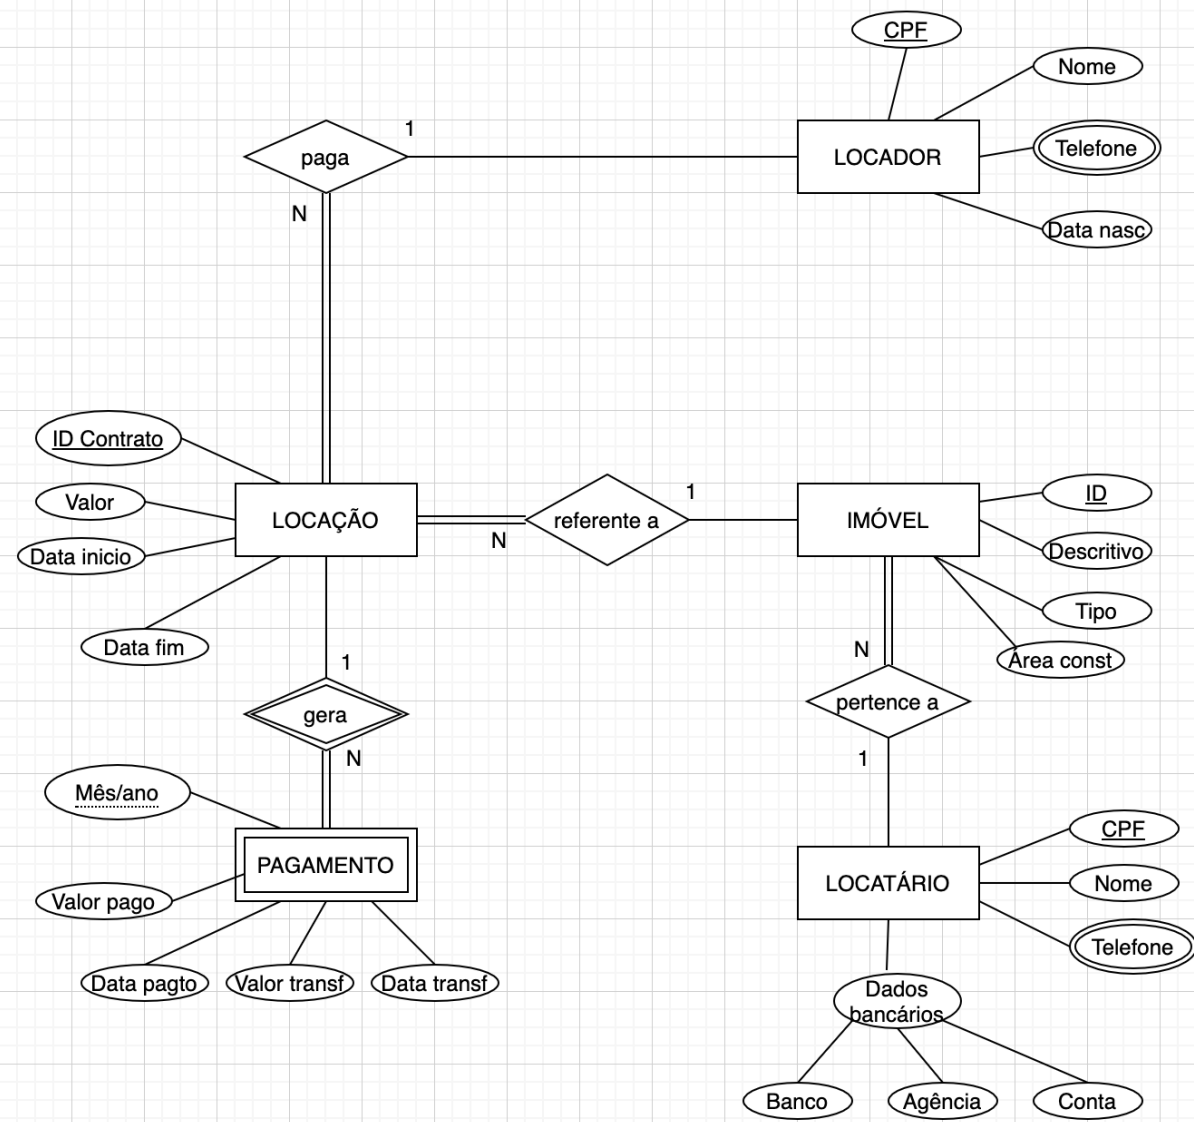 CPF
Nome
1
paga
LOCADOR
Telefone
N
Data nasc
ID Contrato
Valor
LOCAÇÃO
Data inicio
Data fim
N
referente a
1
IMÓVEL
ID
Descritivo
Tipo
Área const
1
gera
N
N
pertence a
1
Mês/ano
PAGAMENTO
Valor pago
Data pagto
Valor transf
Data transf
LOCATÁRIO
CPF
Nome
Telefone
Dados
bancários
Banco
Agência
Conta